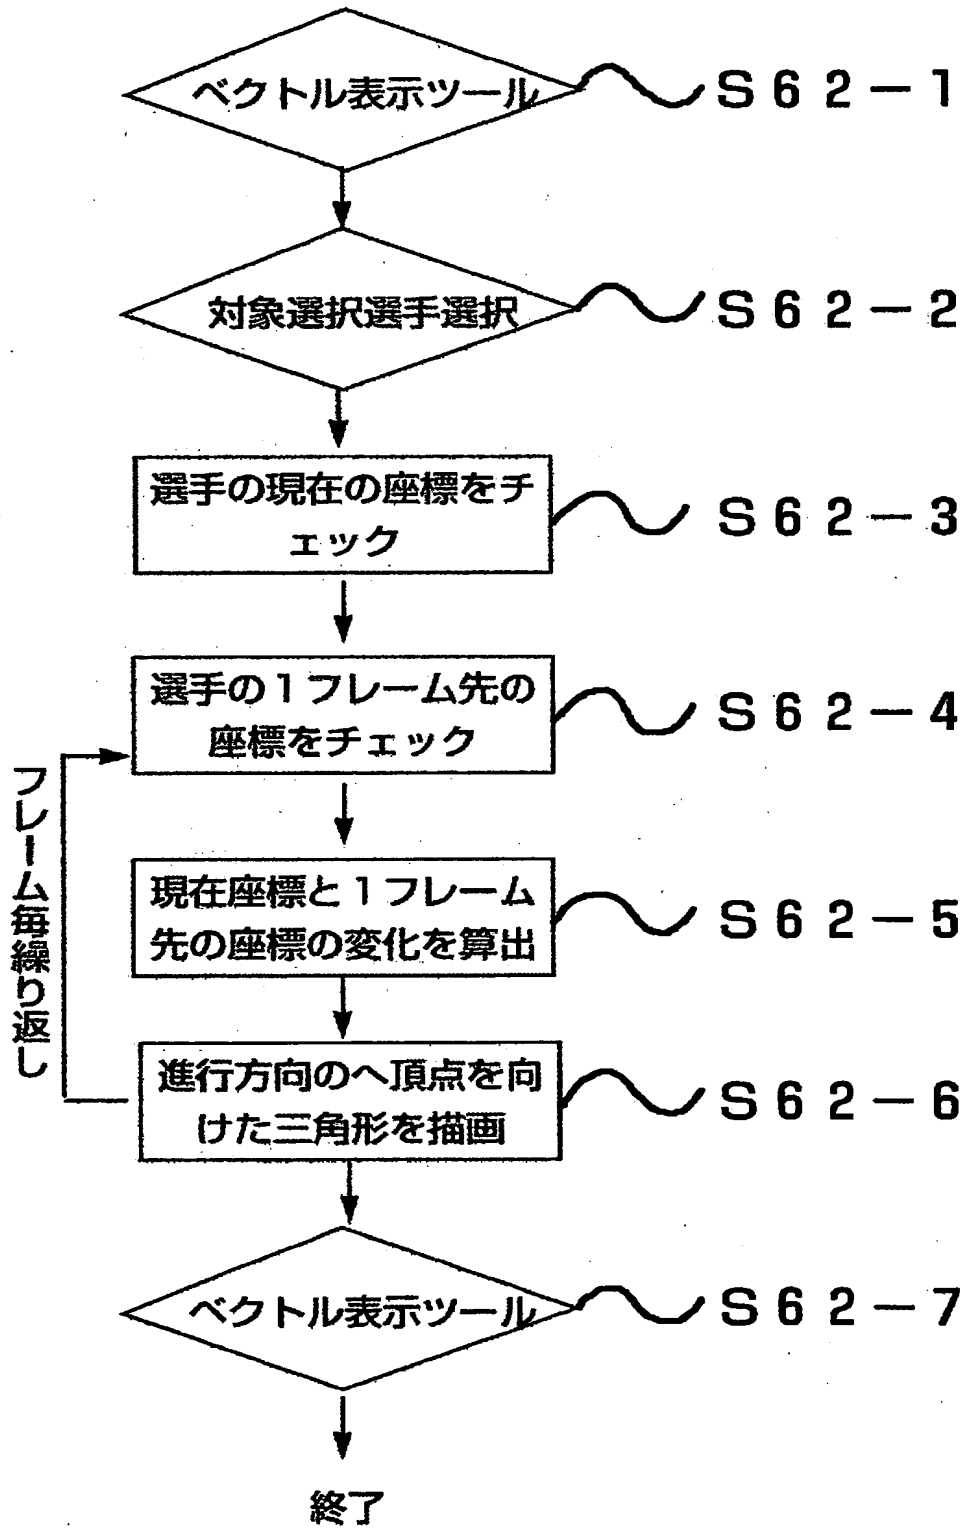 ベクトル表示ツール
S62-1
対象選択選手選択
S62-2
選手の現在の座標をチ
ェック
S62-3
選手の1フレーム先の
座標をチェック
S62-4
フレーム毎繰り返し
現在座標と1フレーム
先の座標の変化を算出
S62-5
進行方向のへ頂点を向
けた三角形を描画
S62-6
ベクトル表示ツール
S62-7
終了